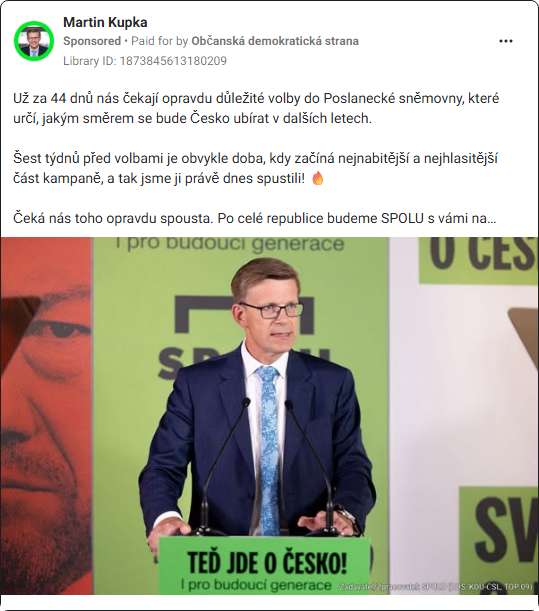 Martin Kupka
Sponsored • Paid for by Občanská demokratická strana
Library ID: 1873845613180209
Už za 44 dnů nás čekají opravdu důležité volby do Poslanecké sněmovny, které
určí, jakým směrem se bude Česko ubírat v dalších letech.
Šest týdnů před volbami je obvykle doba, kdy začíná nejnabitější a nejhlasitější
část kampaně, a tak jsme ji právě dnes spustili! 🔥
Čeká nás toho opravdu spousta. Po celé republice budeme SPOLU s vámi na...
I pro budoucí generace
O ČES
SPOLU
SV
TEĎ JDE O ČESKO!
I pro budoucí generace
Zadavatel/zpracovatel: SPOLU (ODS, KDU-ČSL, TOP 09)